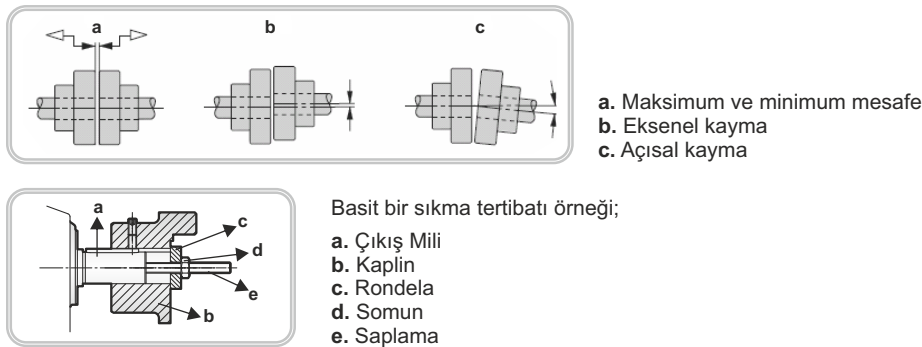 a
b
c
a. Maksimum ve minimum mesafe
b. Eksenel kayma
c. Açısal kayma
a
c
d
e
b
Basit bir sıkma tertibatı örneği;
a. Çıkış Mili
b. Kaplin
c. Rondela
d. Somun
e. Saplama